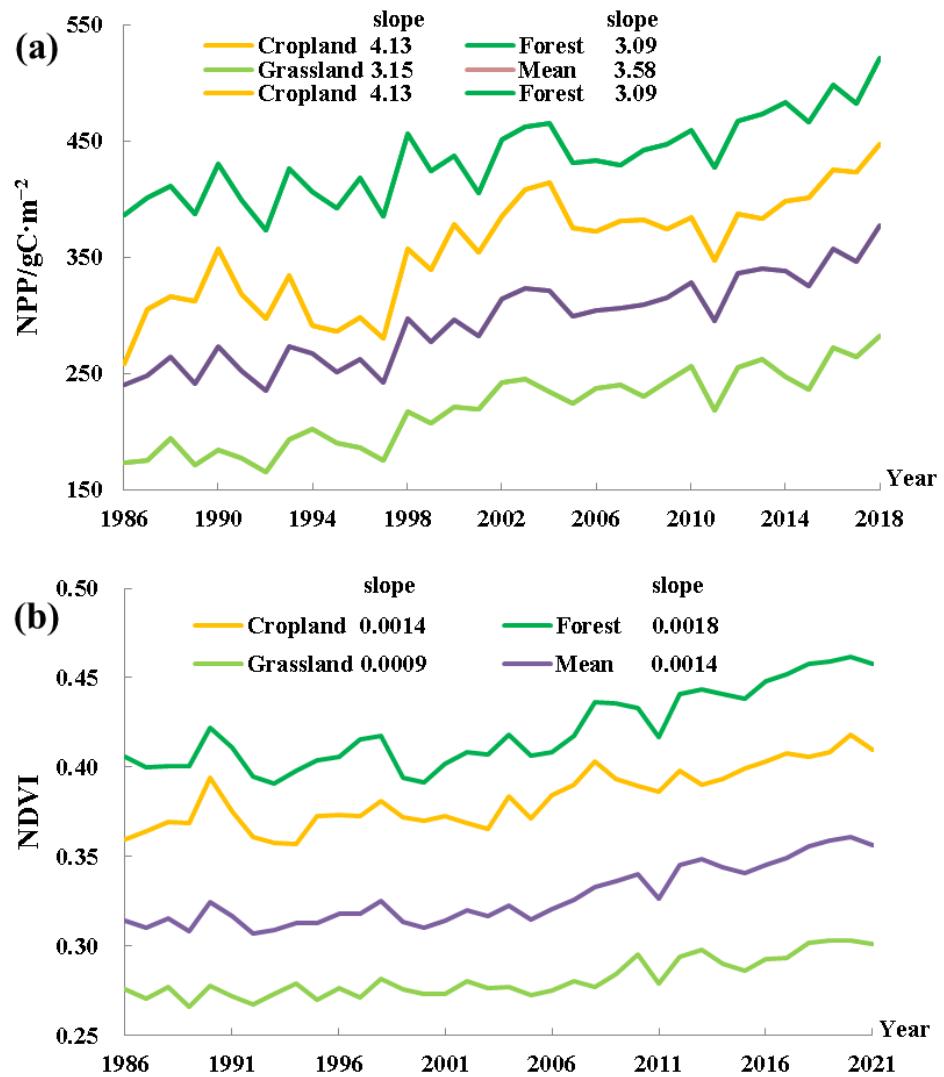 (a)
slope slope
Cropland 4.13 Forest 3.09
Grassland 3.15 Mean 3.58
Cropland 4.13 Forest 3.09
NPP/gC·m⁻²
550
450
350
250
150
Year
1986 1990 1994 1998 2002 2006 2010 2014 2018
(b)
slope slope
Cropland 0.0014 Forest 0.0018
Grassland 0.0009 Mean 0.0014
NDVI
0.50
0.45
0.40
0.35
0.30
0.25
Year
1986 1991 1996 2001 2006 2011 2016 2021